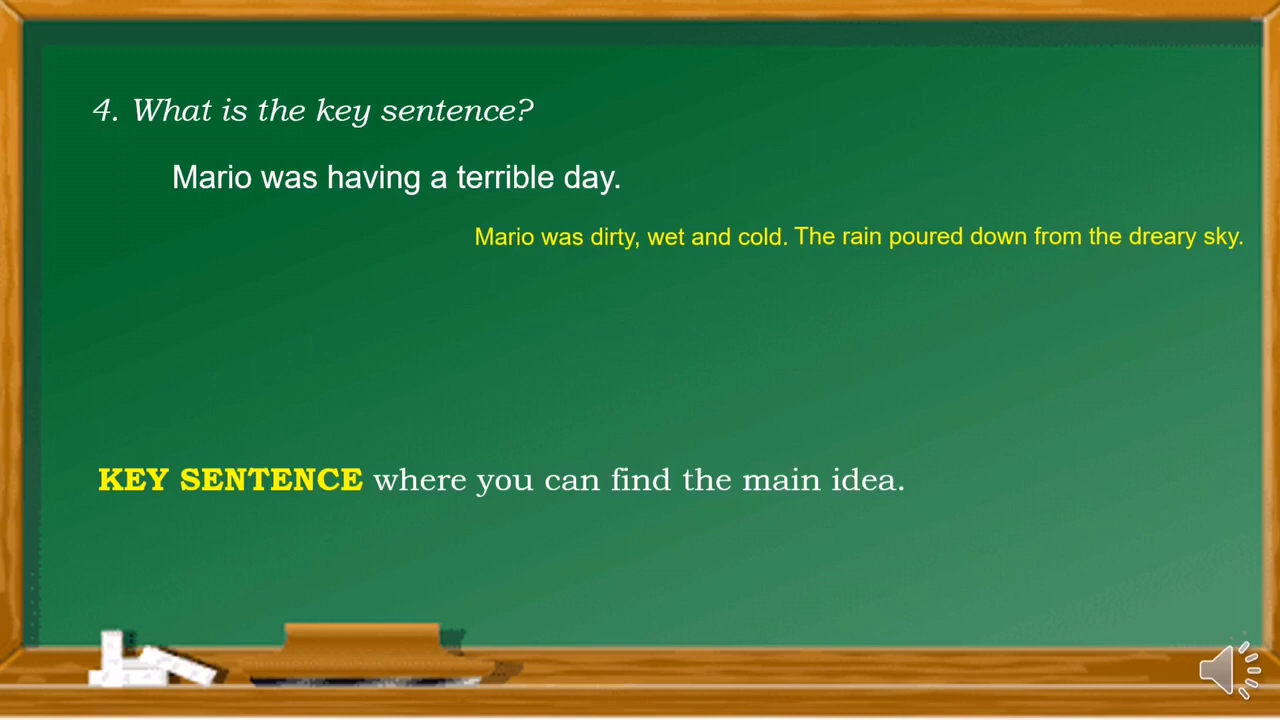 4. What is the key sentence?
Mario was having a terrible day.
Mario was dirty, wet and cold. The rain poured down from the dreary sky.
KEY SENTENCE where you can find the main idea.